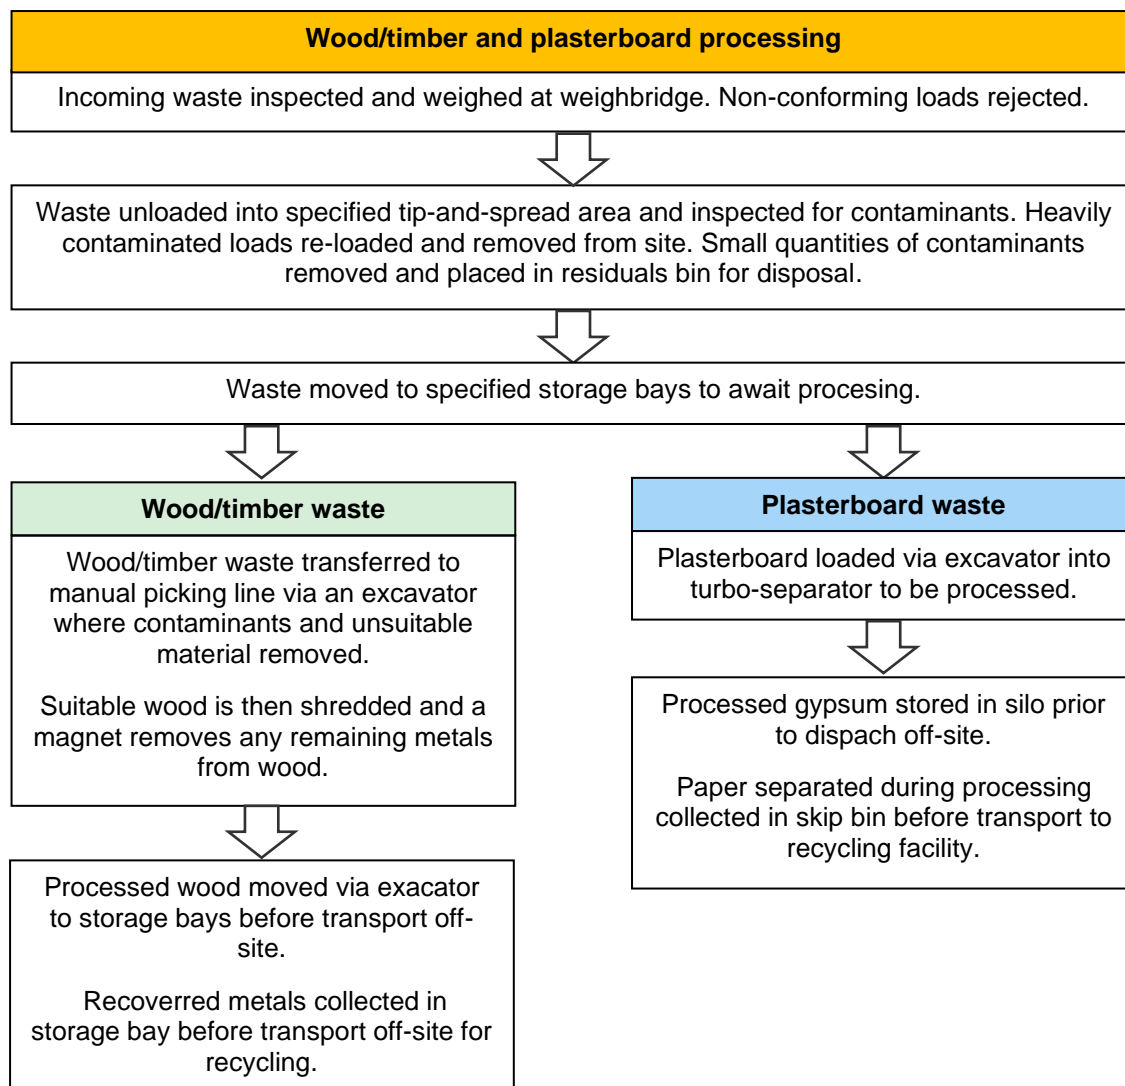 Wood/timber and plasterboard processing
Incoming waste inspected and weighed at weighbridge. Non-conforming loads rejected.
Waste unloaded into specified tip-and-spread area and inspected for contaminants. Heavily
contaminated loads re-loaded and removed from site. Small quantities of contaminants
removed and placed in residuals bin for disposal.
Waste moved to specified storage bays to await procesing.
Wood/timber waste
Wood/timber waste transferred to
manual picking line via an excavator
where contaminants and unsuitable
material removed.
Suitable wood is then shredded and a
magnet removes any remaining metals
from wood.
Processed wood moved via exacator
to storage bays before transport off-
site.
Recoverred metals collected in
storage bay before transport off-site for
recycling.
Plasterboard waste
Plasterboard loaded via excavator into
turbo-separator to be processed.
Processed gypsum stored in silo prior
to dispach off-site.
Paper separated during processing
collected in skip bin before transport to
recycling facility.